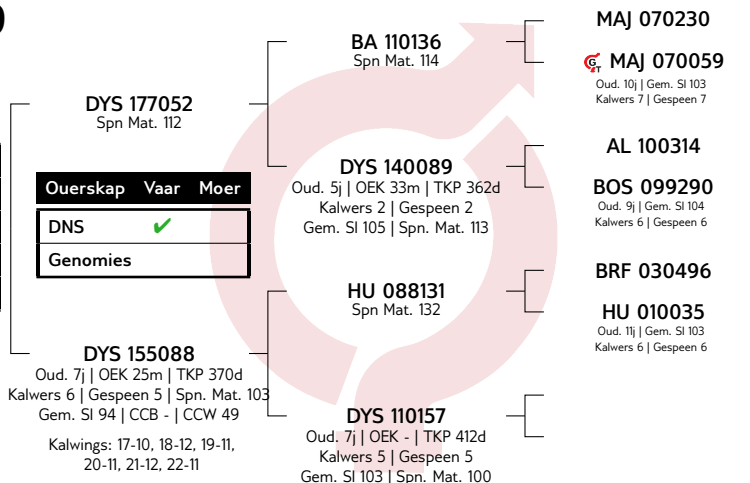 DYS 177052
Spn Mat. 112
Ouerskap Vaar Moer
DNS ✔
Genomies
DYS 155088
Oud. 7j | OEK 25m | TKP 370d
Kalwers 6 | Gespeen 5 | Spn. Mat. 103
Gem. SI 94 | CCB - | CCW 49
Kalwings: 17-10, 18-12, 19-11,
20-11, 21-12, 22-11
BA 110136
Spn Mat. 114
DYS 140089
Oud. 5j | OEK 33m | TKP 362d
Kalwers 2 | Gespeen 2
Gem. SI 105 | Spn. Mat. 113
HU 088131
Spn Mat. 132
DYS 110157
Oud. 7j | OEK - | TKP 412d
Kalwers 5 | Gespeen 5
Gem. SI 103 | Spn. Mat. 100
MAJ 070230
GT MAJ 070059
Oud. 10j | Gem. SI 103
Kalwers 7 | Gespeen 7
AL 100314
BOS 099290
Oud. 9j | Gem. SI 104
Kalwers 6 | Gespeen 6
BRF 030496
HU 010035
Oud. 11j | Gem. SI 103
Kalwers 6 | Gespeen 6